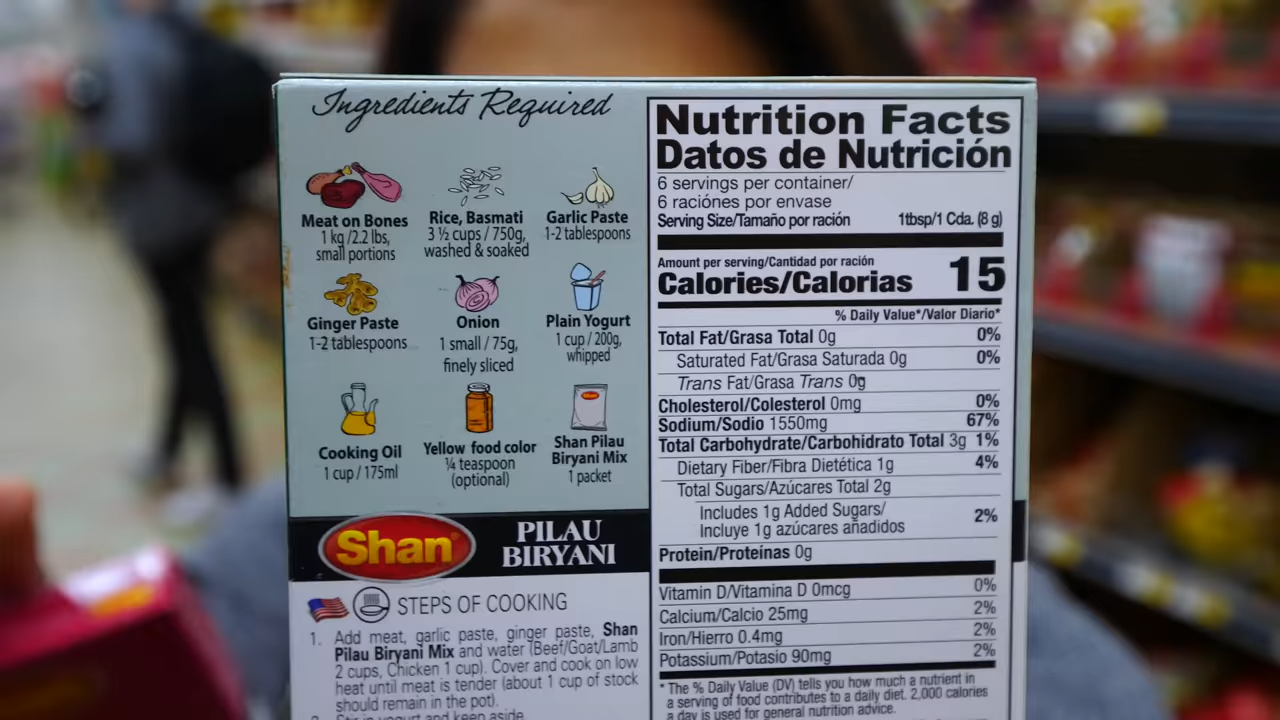 Ingredients Required
Meat on Bones
1 kg /2.2 lbs,
small portions
Rice, Basmati
3 ½ cups / 750g,
washed & soaked
Garlic Paste
1-2 tablespoons
Ginger Paste
1-2 tablespoons
Onion
1 small / 75g,
finely sliced
Plain Yogurt
1 cup / 200g,
whipped
Cooking Oil
1 cup / 175ml
Yellow food color
¼ teaspoon
(optional)
Shan Pilau
Biryani Mix
1 packet
Shan
PILAU
BIRYANI
STEPS OF COOKING
1. Add meat, garlic paste, ginger paste, Shan
Pilau Biryani Mix and water (Beef/Goat/Lamb
2 cups, Chicken 1 cup). Cover and cook on low
heat until meat is tender (about 1 cup of stock
should remain in the pot).
2. Stir in yogurt and keep aside.
Nutrition Facts
Datos de Nutrición
6 servings per container/
6 raciónes por envase
Serving Size/Tamaño por ración 1tbsp/1 Cda. (8 g)
Amount per serving/Cantidad por ración
Calories/Calorias 15
% Daily Value*/Valor Diario*
Total Fat/Grasa Total 0g 0%
Saturated Fat/Grasa Saturada 0g 0%
Trans Fat/Grasa Trans 0g
Cholesterol/Colesterol 0mg 0%
Sodium/Sodio 1550mg 67%
Total Carbohydrate/Carbohidrato Total 3g 1%
Dietary Fiber/Fibra Dietética 1g 4%
Total Sugars/Azúcares Total 2g
Includes 1g Added Sugars/
Incluye 1g azúcares añadidos 2%
Protein/Proteínas 0g
Vitamin D/Vitamina D 0mcg 0%
Calcium/Calcio 25mg 2%
Iron/Hierro 0.4mg 2%
Potassium/Potasio 90mg 2%
* The % Daily Value (DV) tells you how much a nutrient in
a serving of food contributes to a daily diet. 2,000 calories
a day is used for general nutrition advice.